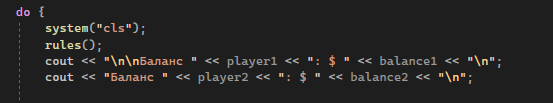 do {
system("cls");
rules();
cout << "\n\nБаланс " << player1 << ": $ " << balance1 << "\n";
cout << "Баланс " << player2 << ": $ " << balance2 << "\n";